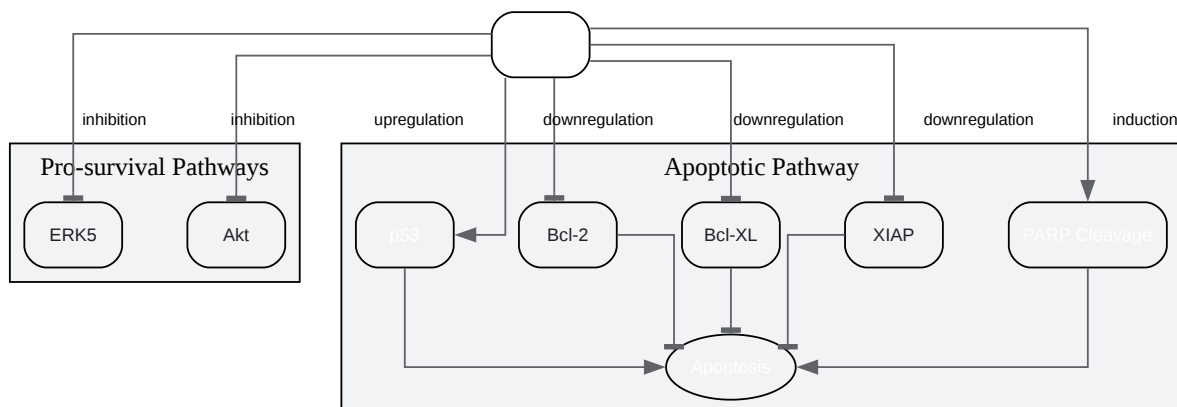 inhibition
inhibition
upregulation
downregulation
downregulation
downregulation
induction
Pro-survival Pathways
Apoptotic Pathway
ERK5
Akt
p53
Bcl-2
Bcl-XL
XIAP
PARP Cleavage
Apoptosis